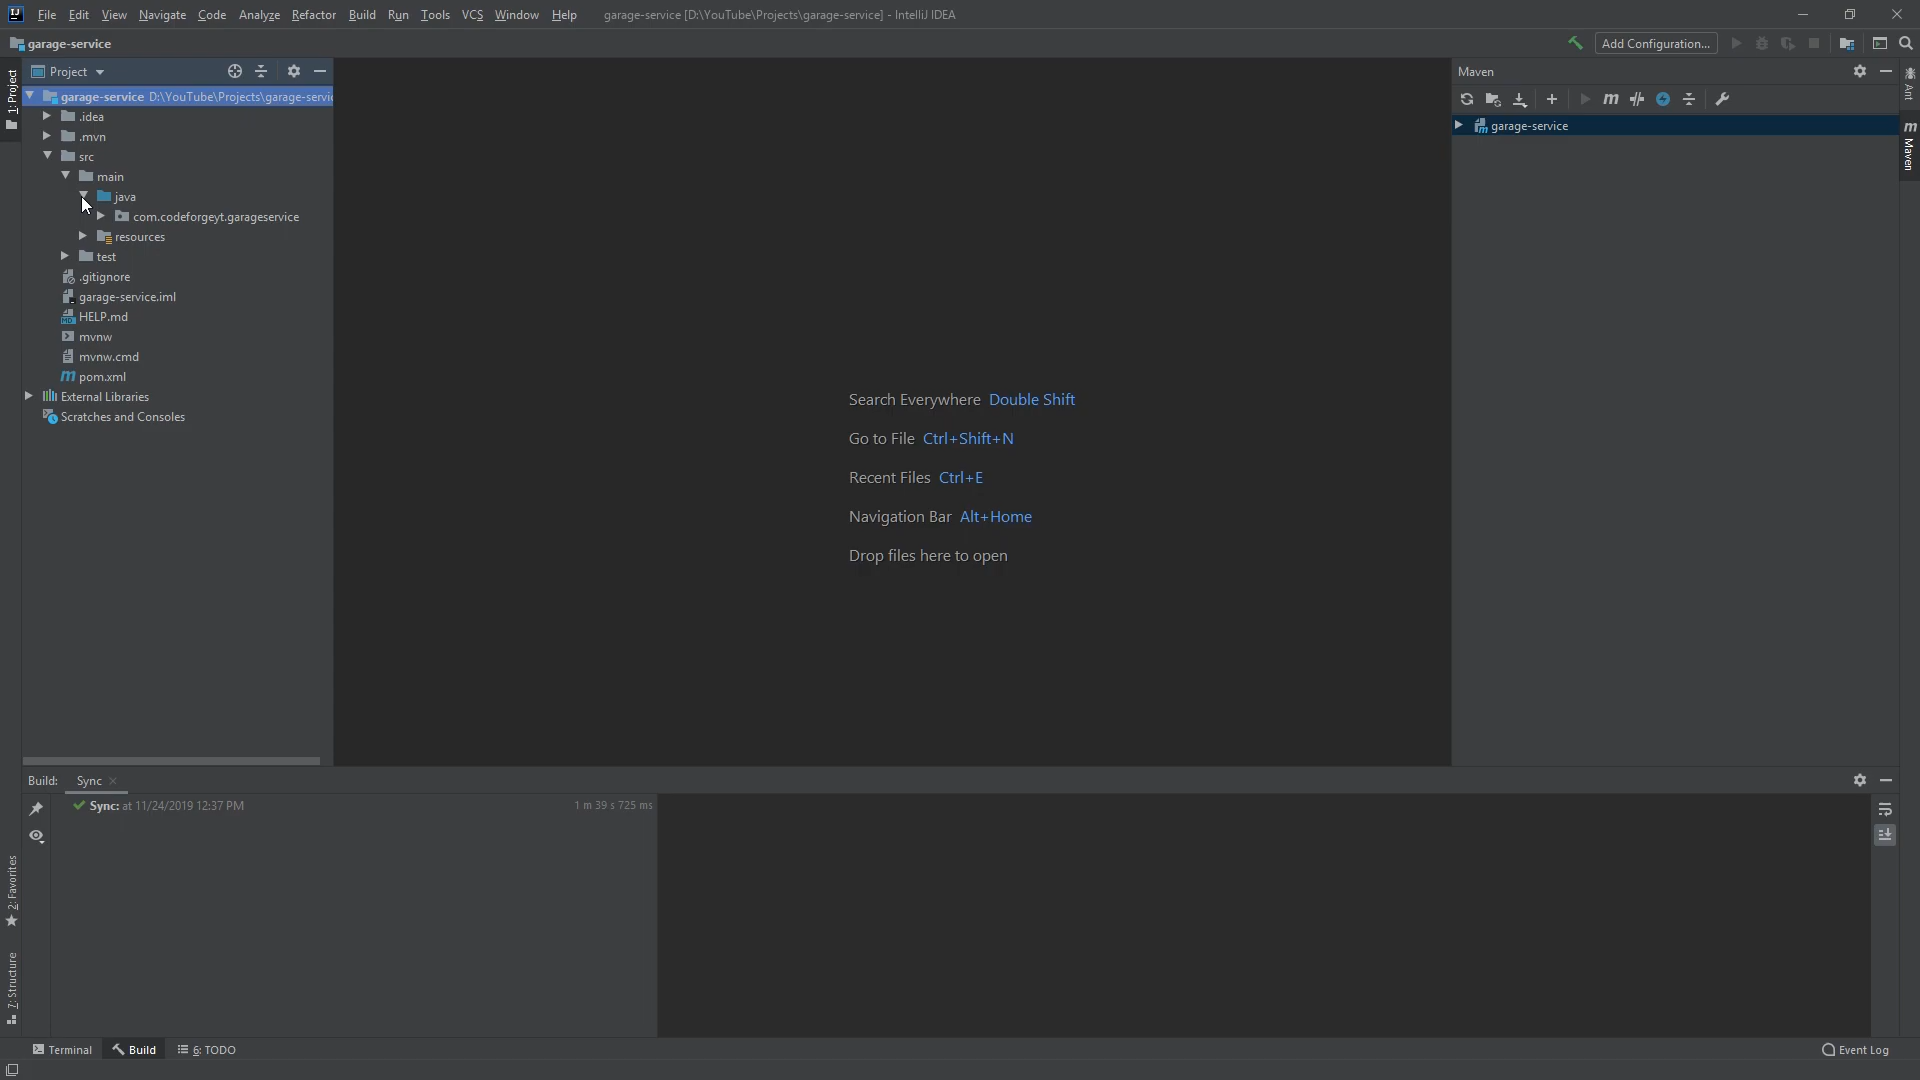 File Edit View Navigate Code Analyze Refactor Build Run Tools VCS Window Help garage-service [D:\YouTube\Projects\garage-service] - IntelliJ IDEA
garage-service
Add Configuration...
1: Project
Project
garage-service D:\YouTube\Projects\garage-servic
.idea
.mvn
src
main
java
com.codeforgeyt.garageservice
resources
test
.gitignore
garage-service.iml
HELP.md
mvnw
mvnw.cmd
pom.xml
External Libraries
Scratches and Consoles
Search Everywhere Double Shift
Go to File Ctrl+Shift+N
Recent Files Ctrl+E
Navigation Bar Alt+Home
Drop files here to open
Maven
garage-service
Ant
Maven
Build: Sync
Sync: at 11/24/2019 12:37 PM 1 m 39 s 725 ms
2: Favorites
7: Structure
Terminal Build 6: TODO
Event Log